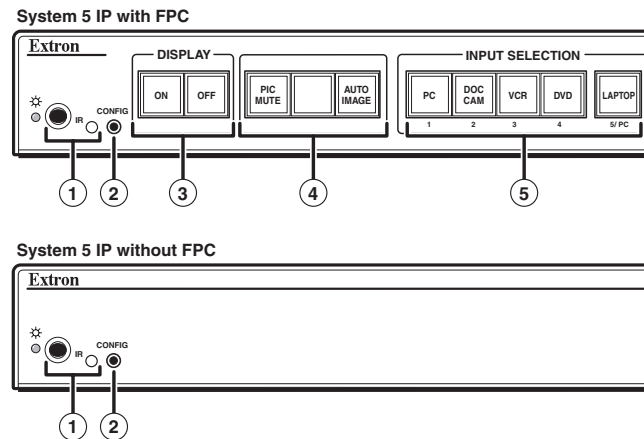 System 5 IP with FPC
Extron
DISPLAY
INPUT SELECTION
ON
OFF
PIC
MUTE
AUTO
IMAGE
PC
DOC
CAM
VCR
DVD
LAPTOP
IR
CONFIG
1
2
3
4
5/ PC
1
2
3
4
5
System 5 IP without FPC
Extron
IR
CONFIG
1
2